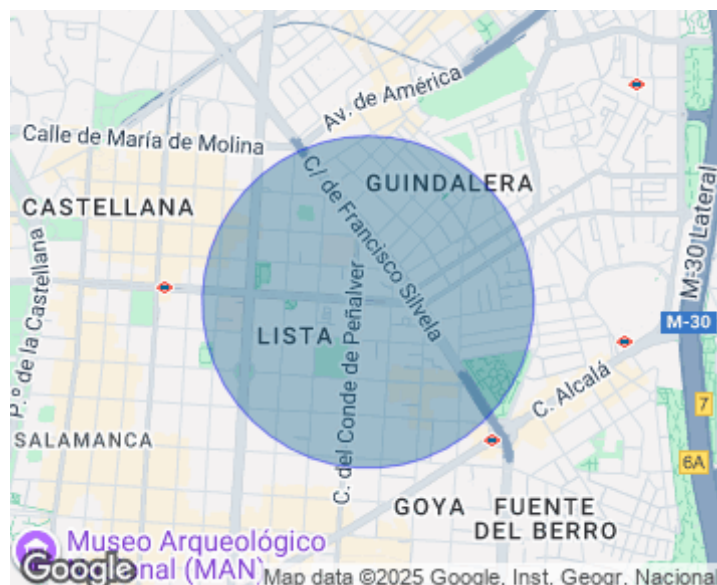 Av. de América
Calle de María de Molina
C/ de Francisco Silvela
GUINDALERA
CASTELLANA
M-30 Lateral
P.º de la Castellana
M-30
LISTA
C. del Conde de Peñalver
C. Alcalá
7
SALAMANCA
6A
GOYA
FUENTE
DEL BERRO
Museo Arqueológico
onal (MAN)
Google
Map data ©2025 Google, Inst. Geogr. Nacional